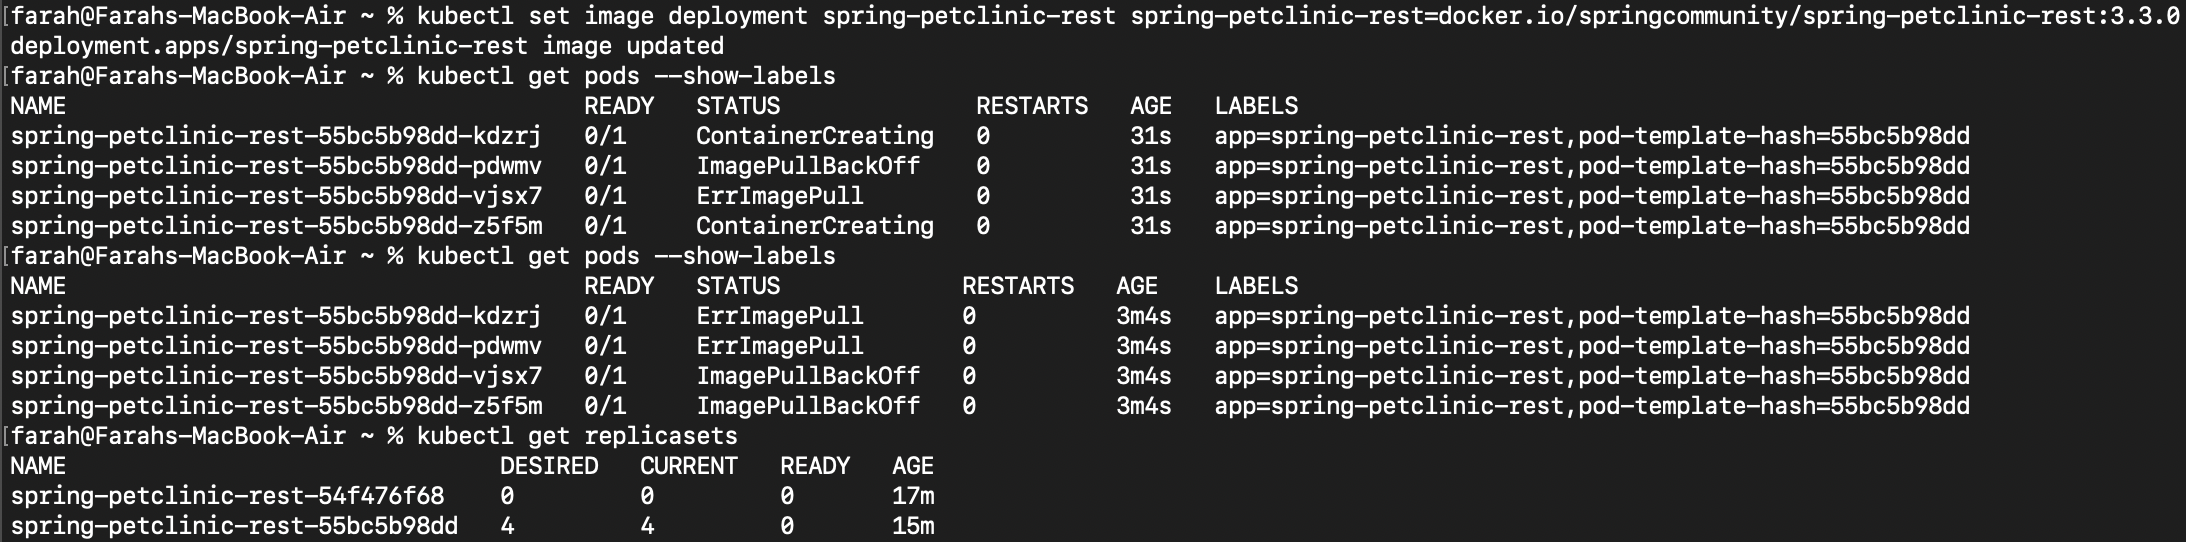 farah@Farahs-MacBook-Air ~ % kubectl set image deployment spring-petclinic-rest spring-petclinic-rest=docker.io/springcommunity/spring-petclinic-rest:3.3.0
deployment.apps/spring-petclinic-rest image updated
[farah@Farahs-MacBook-Air ~ % kubectl get pods --show-labels
NAME READY STATUS RESTARTS AGE LABELS
spring-petclinic-rest-55bc5b98dd-kdzrj 0/1 ContainerCreating 0 31s app=spring-petclinic-rest,pod-template-hash=55bc5b98dd
spring-petclinic-rest-55bc5b98dd-pdwmv 0/1 ImagePullBackOff 0 31s app=spring-petclinic-rest,pod-template-hash=55bc5b98dd
spring-petclinic-rest-55bc5b98dd-vjsx7 0/1 ErrImagePull 0 31s app=spring-petclinic-rest,pod-template-hash=55bc5b98dd
spring-petclinic-rest-55bc5b98dd-z5f5m 0/1 ContainerCreating 0 31s app=spring-petclinic-rest,pod-template-hash=55bc5b98dd
[farah@Farahs-MacBook-Air ~ % kubectl get pods --show-labels
NAME READY STATUS RESTARTS AGE LABELS
spring-petclinic-rest-55bc5b98dd-kdzrj 0/1 ErrImagePull 0 3m4s app=spring-petclinic-rest,pod-template-hash=55bc5b98dd
spring-petclinic-rest-55bc5b98dd-pdwmv 0/1 ErrImagePull 0 3m4s app=spring-petclinic-rest,pod-template-hash=55bc5b98dd
spring-petclinic-rest-55bc5b98dd-vjsx7 0/1 ImagePullBackOff 0 3m4s app=spring-petclinic-rest,pod-template-hash=55bc5b98dd
spring-petclinic-rest-55bc5b98dd-z5f5m 0/1 ImagePullBackOff 0 3m4s app=spring-petclinic-rest,pod-template-hash=55bc5b98dd
[farah@Farahs-MacBook-Air ~ % kubectl get replicasets
NAME DESIRED CURRENT READY AGE
spring-petclinic-rest-54f476f68 0 0 0 17m
spring-petclinic-rest-55bc5b98dd 4 4 0 15m